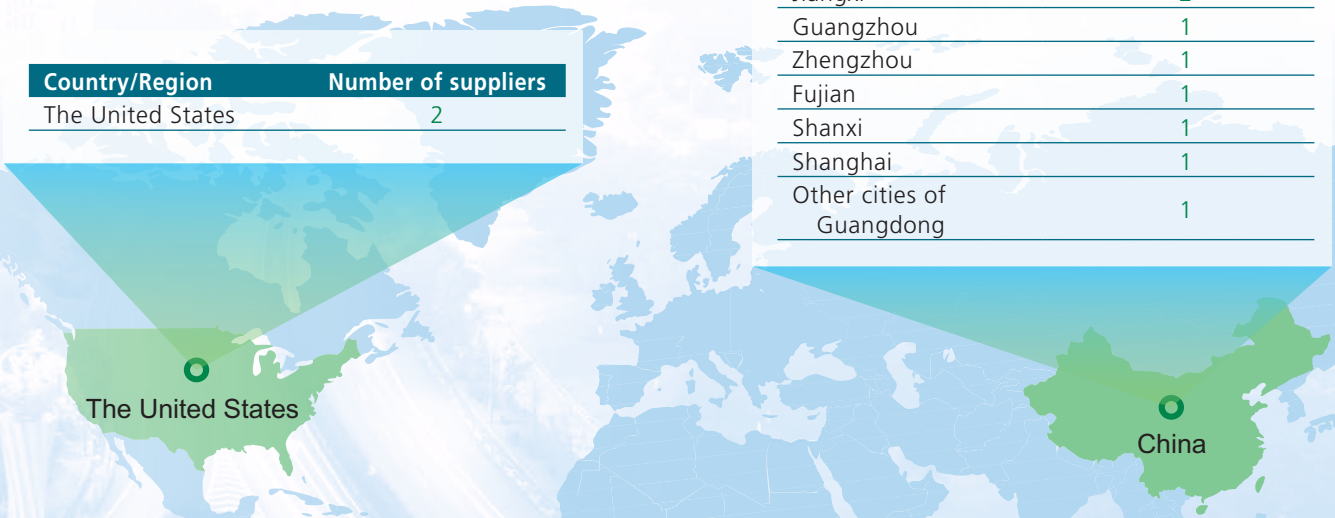 Country/Region Number of suppliers
The United States 2
Guangzhou 1
Zhengzhou 1
Fujian 1
Shanxi 1
Shanghai 1
Other cities of
Guangdong 1
The United States
China